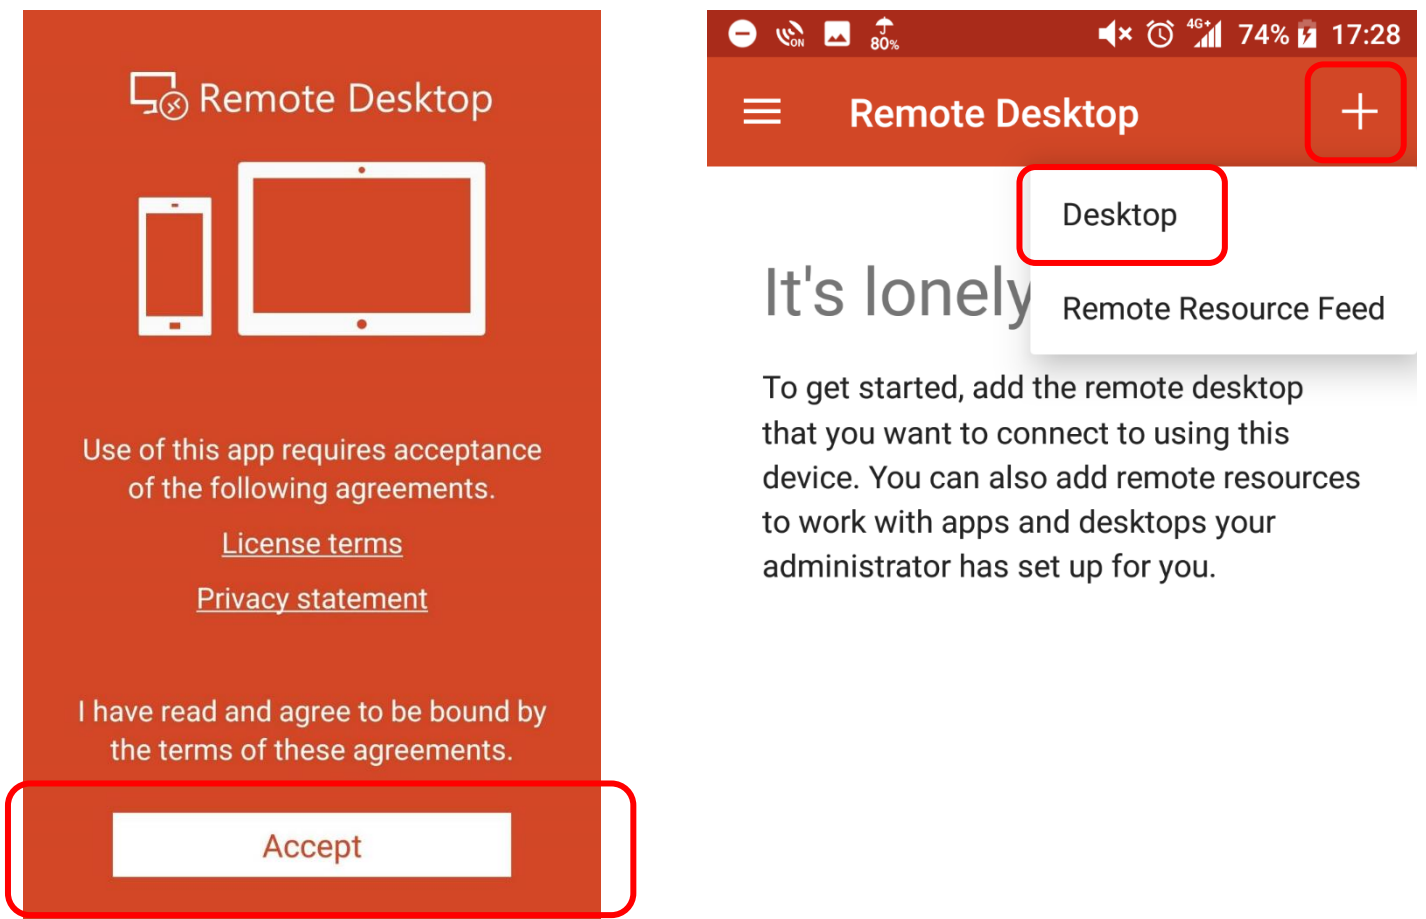 Remote Desktop
Use of this app requires acceptance
of the following agreements.
License terms
Privacy statement
I have read and agree to be bound by
the terms of these agreements.
Accept
ON 80% 4G+ 74% 17:28
Remote Desktop
Desktop
Remote Resource Feed
It's lonely
To get started, add the remote desktop
that you want to connect to using this
device. You can also add remote resources
to work with apps and desktops your
administrator has set up for you.